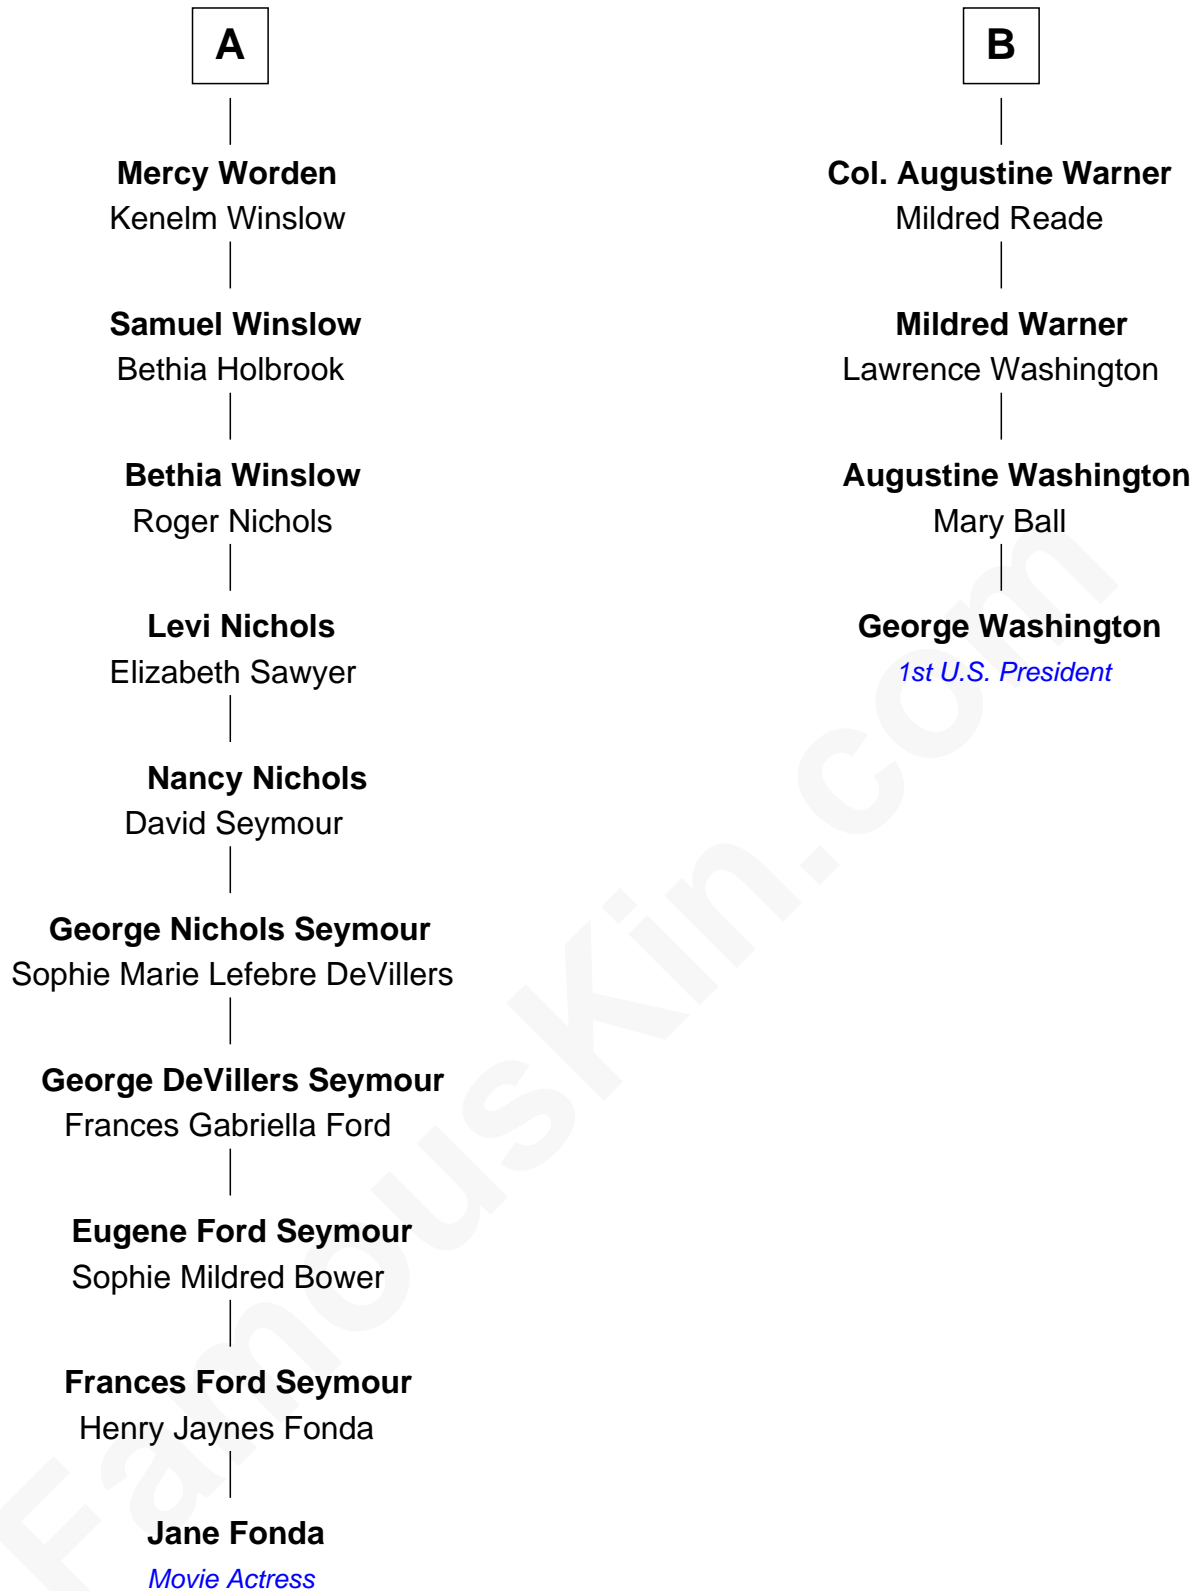 A
Mercy Worden
Kenelm Winslow
Samuel Winslow
Bethia Holbrook
Bethia Winslow
Roger Nichols
Levi Nichols
Elizabeth Sawyer
Nancy Nichols
David Seymour
George Nichols Seymour
Sophie Marie Lefebre DeVillers
George DeVillers Seymour
Frances Gabriella Ford
Eugene Ford Seymour
Sophie Mildred Bower
Frances Ford Seymour
Henry Jaynes Fonda
Jane Fonda
Movie Actress
B
Col. Augustine Warner
Mildred Reade
Mildred Warner
Lawrence Washington
Augustine Washington
Mary Ball
George Washington
1st U.S. President
FamousKin.com